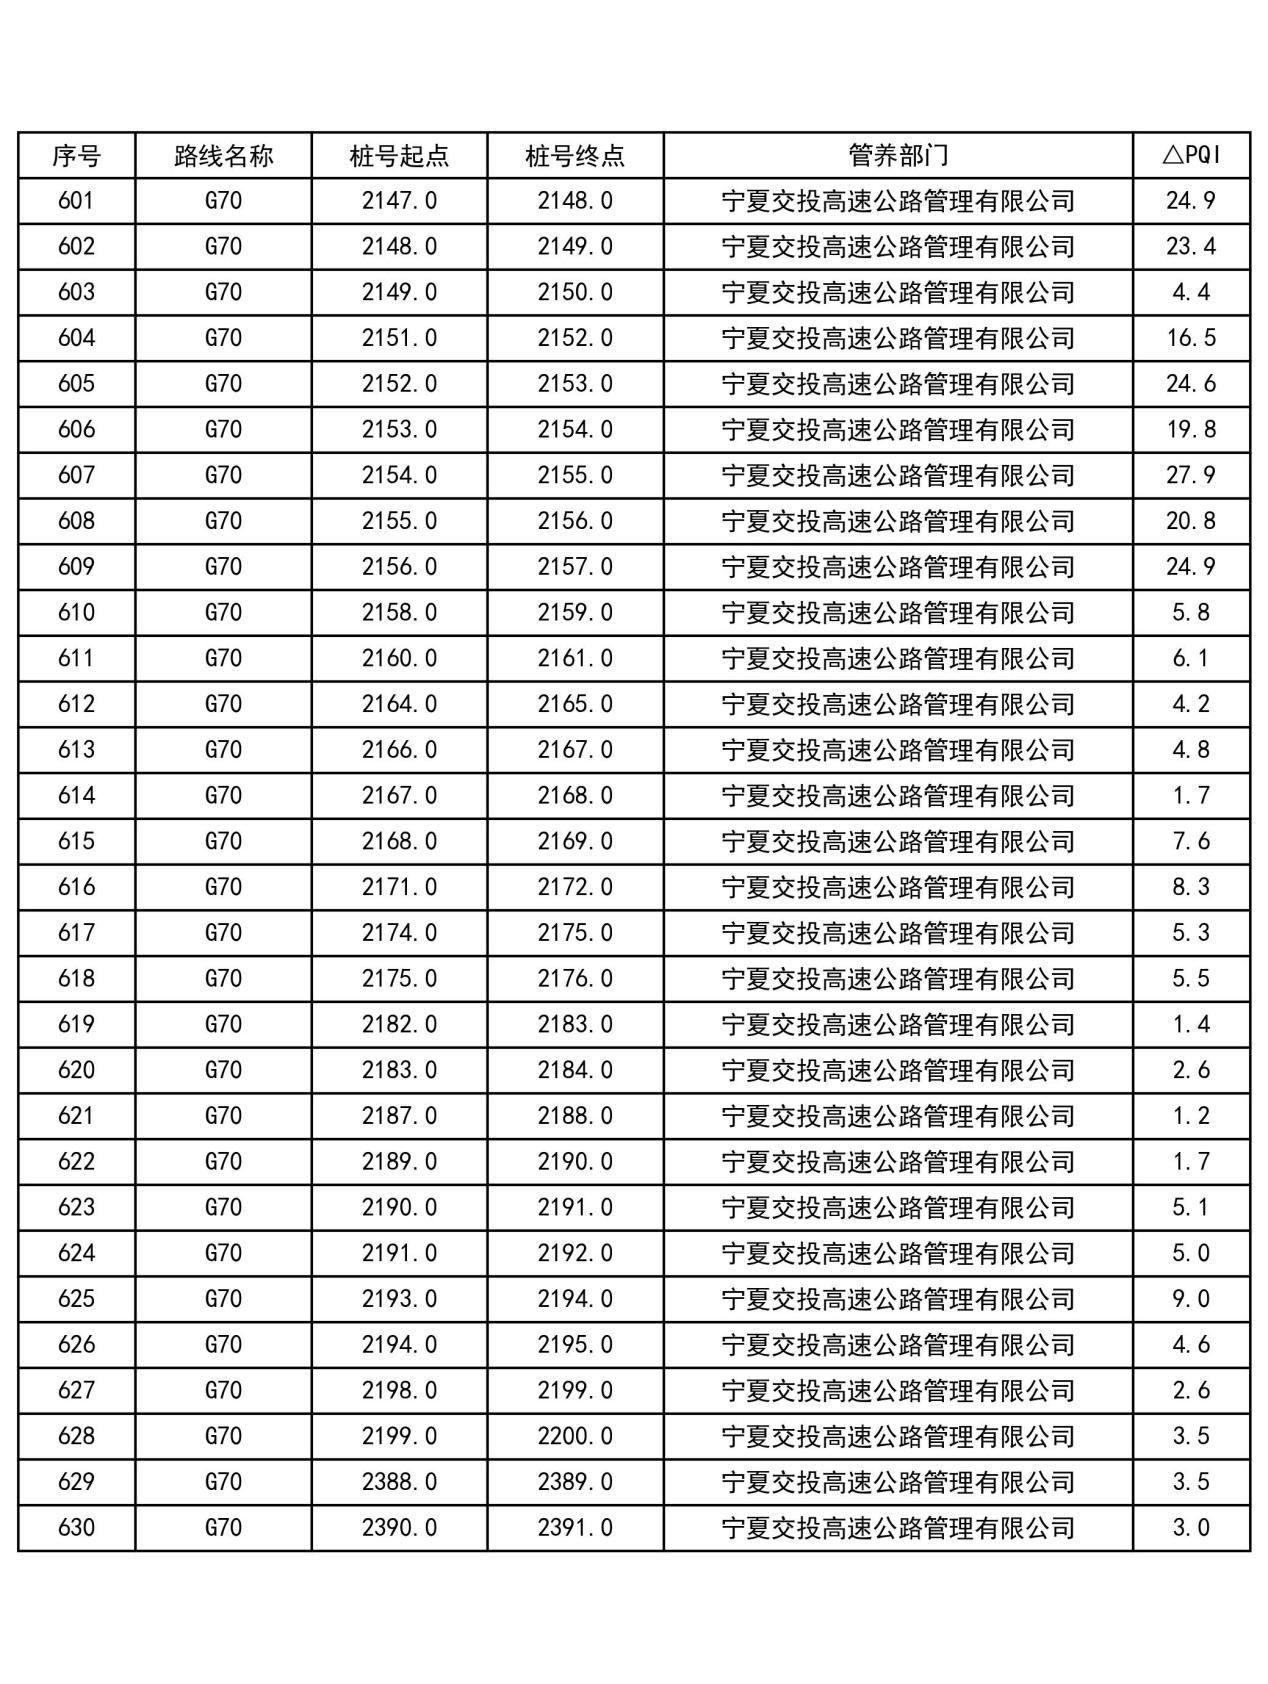 序号 路线名称 桩号起点 桩号终点 管养部门 △PQI
601 G70 2147.0 2148.0 宁夏交投高速公路管理有限公司 24.9
602 G70 2148.0 2149.0 宁夏交投高速公路管理有限公司 23.4
603 G70 2149.0 2150.0 宁夏交投高速公路管理有限公司 4.4
604 G70 2151.0 2152.0 宁夏交投高速公路管理有限公司 16.5
605 G70 2152.0 2153.0 宁夏交投高速公路管理有限公司 24.6
606 G70 2153.0 2154.0 宁夏交投高速公路管理有限公司 19.8
607 G70 2154.0 2155.0 宁夏交投高速公路管理有限公司 27.9
608 G70 2155.0 2156.0 宁夏交投高速公路管理有限公司 20.8
609 G70 2156.0 2157.0 宁夏交投高速公路管理有限公司 24.9
610 G70 2158.0 2159.0 宁夏交投高速公路管理有限公司 5.8
611 G70 2160.0 2161.0 宁夏交投高速公路管理有限公司 6.1
612 G70 2164.0 2165.0 宁夏交投高速公路管理有限公司 4.2
613 G70 2166.0 2167.0 宁夏交投高速公路管理有限公司 4.8
614 G70 2167.0 2168.0 宁夏交投高速公路管理有限公司 1.7
615 G70 2168.0 2169.0 宁夏交投高速公路管理有限公司 7.6
616 G70 2171.0 2172.0 宁夏交投高速公路管理有限公司 8.3
617 G70 2174.0 2175.0 宁夏交投高速公路管理有限公司 5.3
618 G70 2175.0 2176.0 宁夏交投高速公路管理有限公司 5.5
619 G70 2182.0 2183.0 宁夏交投高速公路管理有限公司 1.4
620 G70 2183.0 2184.0 宁夏交投高速公路管理有限公司 2.6
621 G70 2187.0 2188.0 宁夏交投高速公路管理有限公司 1.2
622 G70 2189.0 2190.0 宁夏交投高速公路管理有限公司 1.7
623 G70 2190.0 2191.0 宁夏交投高速公路管理有限公司 5.1
624 G70 2191.0 2192.0 宁夏交投高速公路管理有限公司 5.0
625 G70 2193.0 2194.0 宁夏交投高速公路管理有限公司 9.0
626 G70 2194.0 2195.0 宁夏交投高速公路管理有限公司 4.6
627 G70 2198.0 2199.0 宁夏交投高速公路管理有限公司 2.6
628 G70 2199.0 2200.0 宁夏交投高速公路管理有限公司 3.5
629 G70 2388.0 2389.0 宁夏交投高速公路管理有限公司 3.5
630 G70 2390.0 2391.0 宁夏交投高速公路管理有限公司 3.0